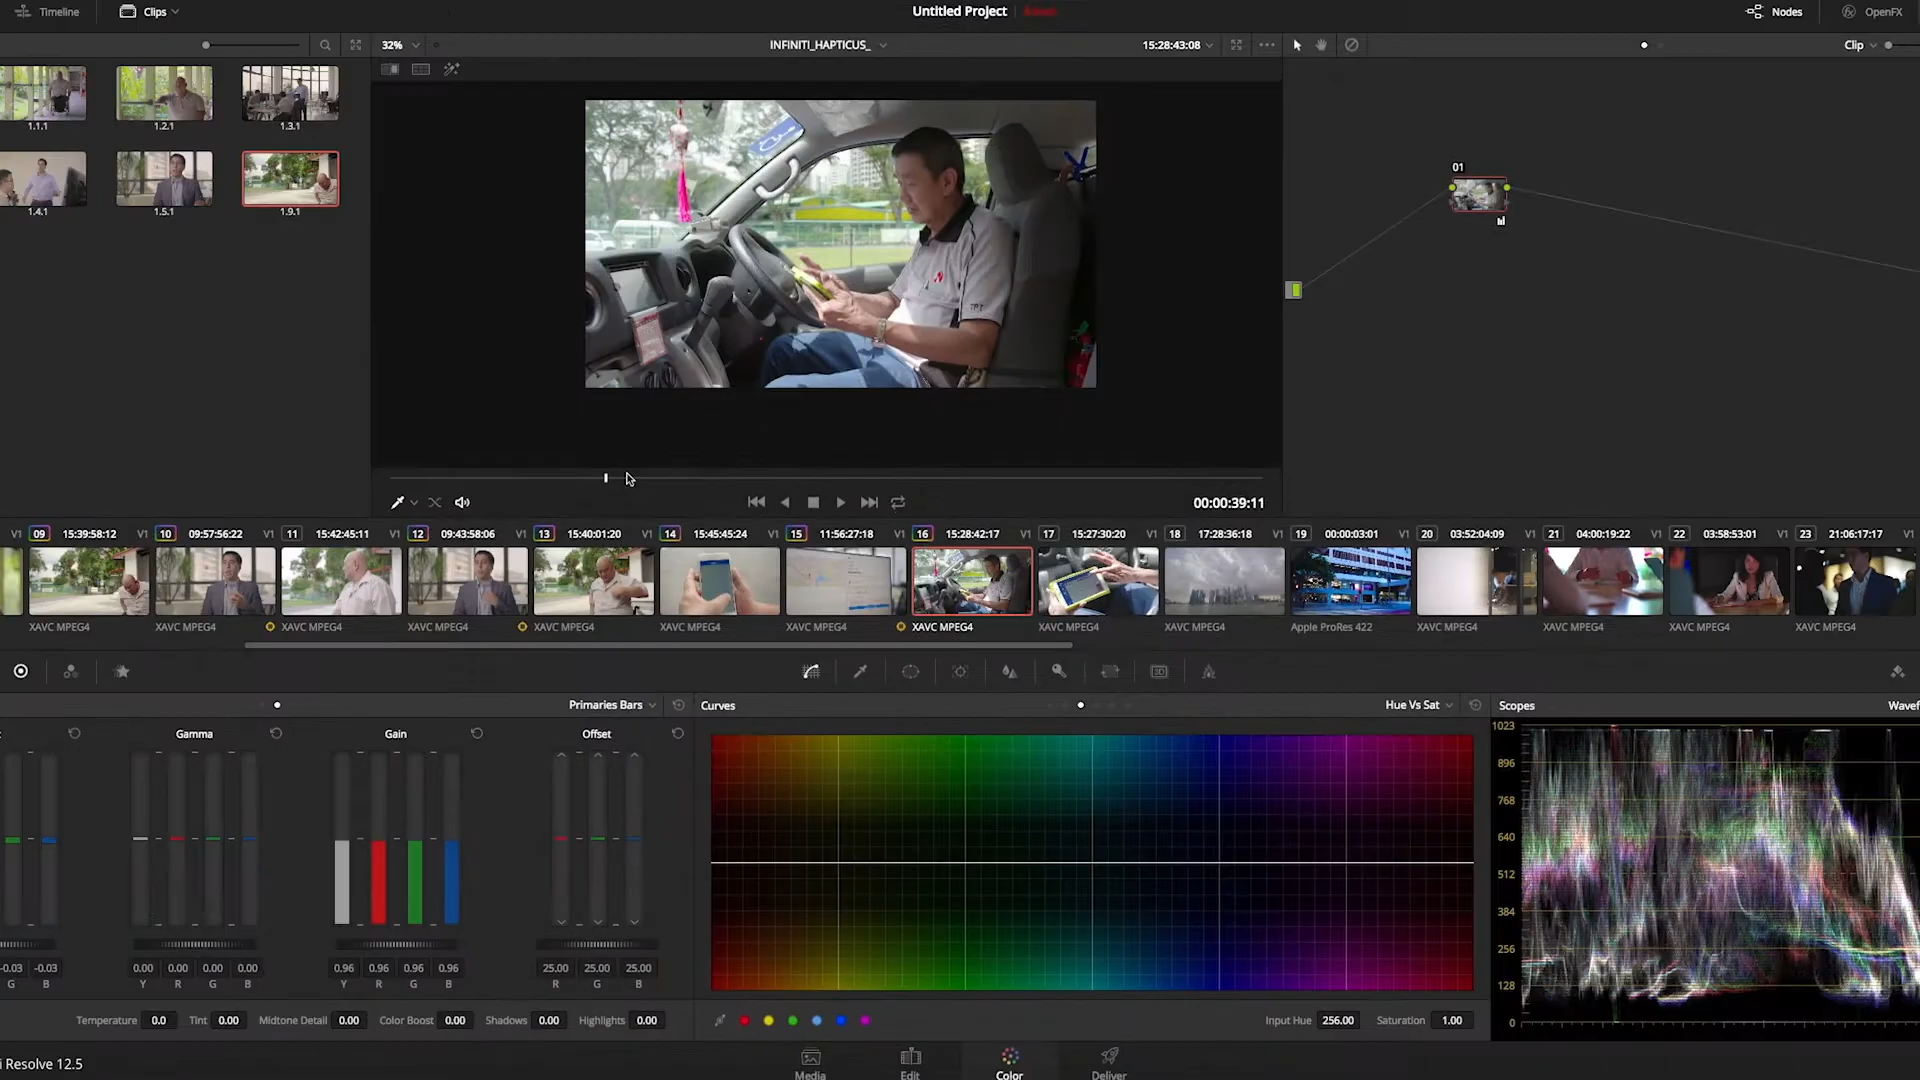 Timeline
Clips
Untitled Project
Nodes
OpenFX
32%
INFINITI_HAPTICUS_
15:28:43:08
Clip
1.1.1
1.2.1
1.3.1
1.4.1
1.5.1
1.9.1
01
TPI
00:00:39:11
V1 09 15:39:58:12 V1 10 09:57:56:22 V1 11 15:42:45:11 V1 12 09:43:58:06 V1 13 15:40:01:20 V1 14 15:45:45:24 V1 15 11:56:27:18 V1 16 15:28:42:17 V1 17 15:27:30:20 V1 18 17:28:36:18 V1 19 00:00:03:01 V1 20 03:52:04:09 V1 21 04:00:19:22 V1 22 03:58:53:01 V1 23 21:06:17:17 V1
XAVC MPEG4 XAVC MPEG4 XAVC MPEG4 XAVC MPEG4 XAVC MPEG4 XAVC MPEG4 XAVC MPEG4 XAVC MPEG4 XAVC MPEG4 XAVC MPEG4 Apple ProRes 422 XAVC MPEG4 XAVC MPEG4 XAVC MPEG4 XAVC MPEG4
Primaries Bars
Curves
Hue Vs Sat
Scopes
Wavef
Gamma
Gain
Offset
1023
896
768
640
512
384
256
128
0
-0.03 -0.03
0.00 0.00 0.00 0.00
0.96 0.96 0.96 0.96
25.00 25.00 25.00
G B
Y R G B
Y R G B
R G B
Temperature 0.0 Tint 0.00 Midtone Detail 0.00 Color Boost 0.00 Shadows 0.00 Highlights 0.00
Input Hue 256.00 Saturation 1.00
i Resolve 12.5
Media
Edit
Color
Deliver